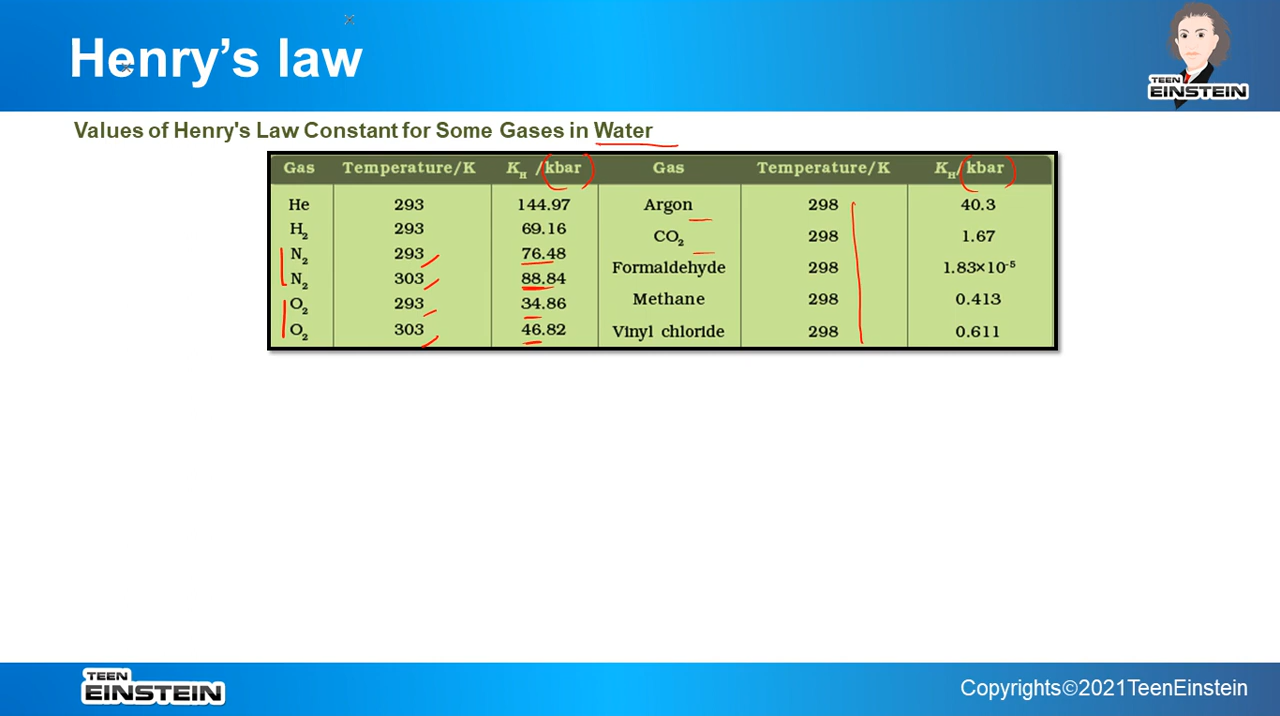 Henry’s law
TEEN
EINSTEIN
Values of Henry's Law Constant for Some Gases in Water
Gas Temperature/K KH /kbar Gas Temperature/K KH/kbar
He 293 144.97 Argon 298 40.3
H2 293 69.16 CO2 298 1.67
N2 293 76.48 Formaldehyde 298 1.83×10-5
N2 303 88.84 Methane 298 0.413
O2 293 34.86 Vinyl chloride 298 0.611
O2 303 46.82
TEEN
EINSTEIN
Copyrights©2021TeenEinstein